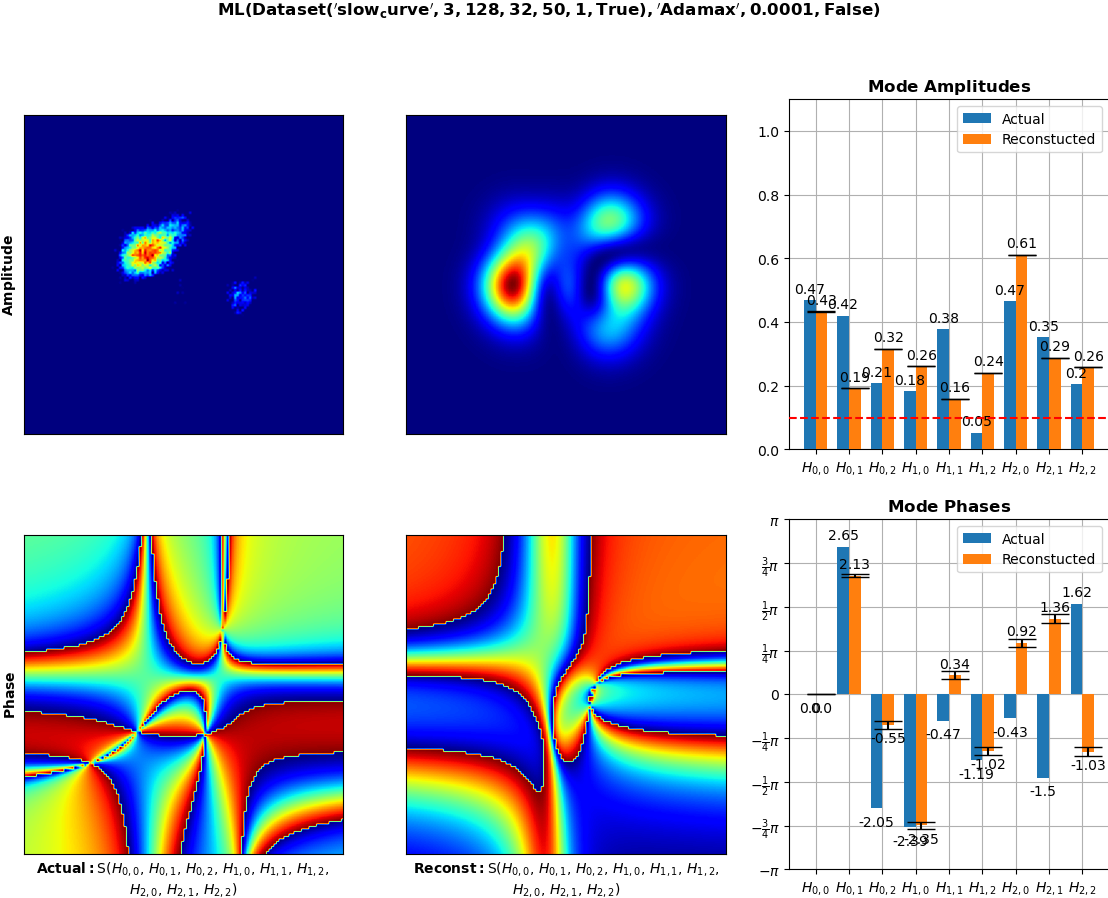 ML(Dataset('slow_curve', 3, 128, 32, 50, 1, True), 'Adamax', 0.0001, False)
Amplitude
Mode Amplitudes
Actual
Reconstucted
1.0
0.8
0.6
0.4
0.2
0.0
0.47
0.43
0.42
0.19
0.21
0.32
0.18
0.26
0.38
0.16
0.05
0.24
0.47
0.61
0.35
0.29
0.2
0.26
H0,0 H0,1 H0,2 H1,0 H1,1 H1,2 H2,0 H2,1 H2,2
Phase
Mode Phases
Actual
Reconstucted
π
3/4π
1/2π
1/4π
0
−1/4π
−1/2π
−3/4π
−π
0.0
0.0
2.65
2.13
-2.05
-0.55
-2.39
-2.35
-0.47
0.34
-1.19
-1.02
-0.43
0.92
-1.5
1.36
1.62
-1.03
H0,0 H0,1 H0,2 H1,0 H1,1 H1,2 H2,0 H2,1 H2,2
Actual: S(H0,0, H0,1, H0,2, H1,0, H1,1, H1,2,
H2,0, H2,1, H2,2)
Reconst: S(H0,0, H0,1, H0,2, H1,0, H1,1, H1,2,
H2,0, H2,1, H2,2)